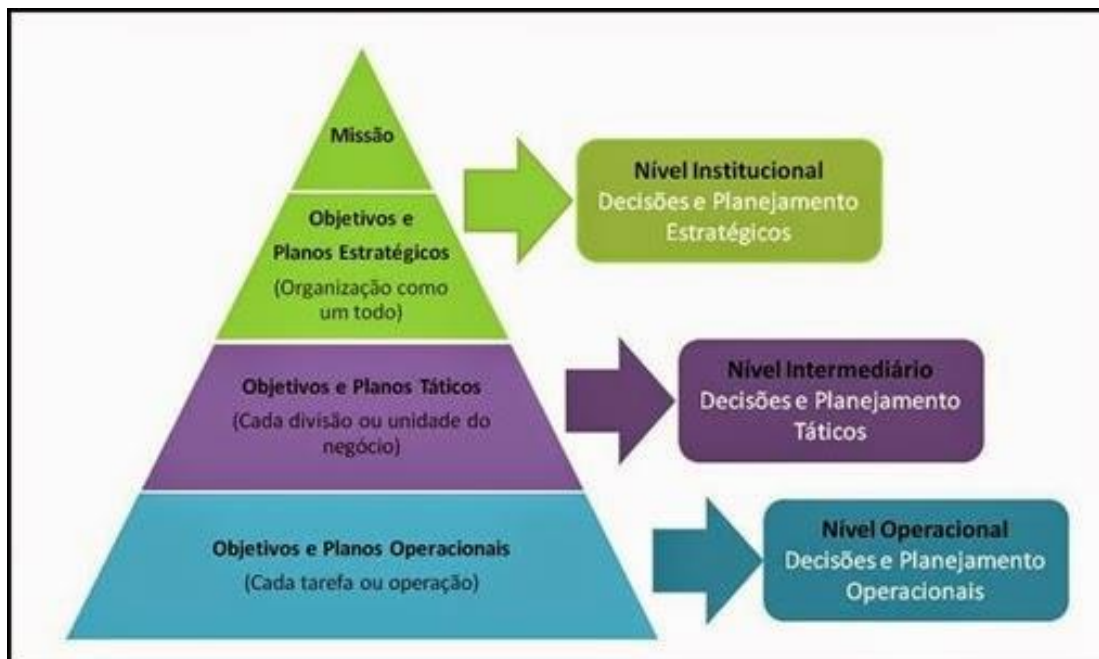 Missão
Objetivos e
Planos Estratégicos
(Organização como
um todo)
Nível Institucional
Decisões e Planejamento
Estratégicos
Objetivos e Planos Táticos
(Cada divisão ou unidade do
negócio)
Nível Intermediário
Decisões e Planejamento
Táticos
Objetivos e Planos Operacionais
(Cada tarefa ou operação)
Nível Operacional
Decisões e Planejamento
Operacionais